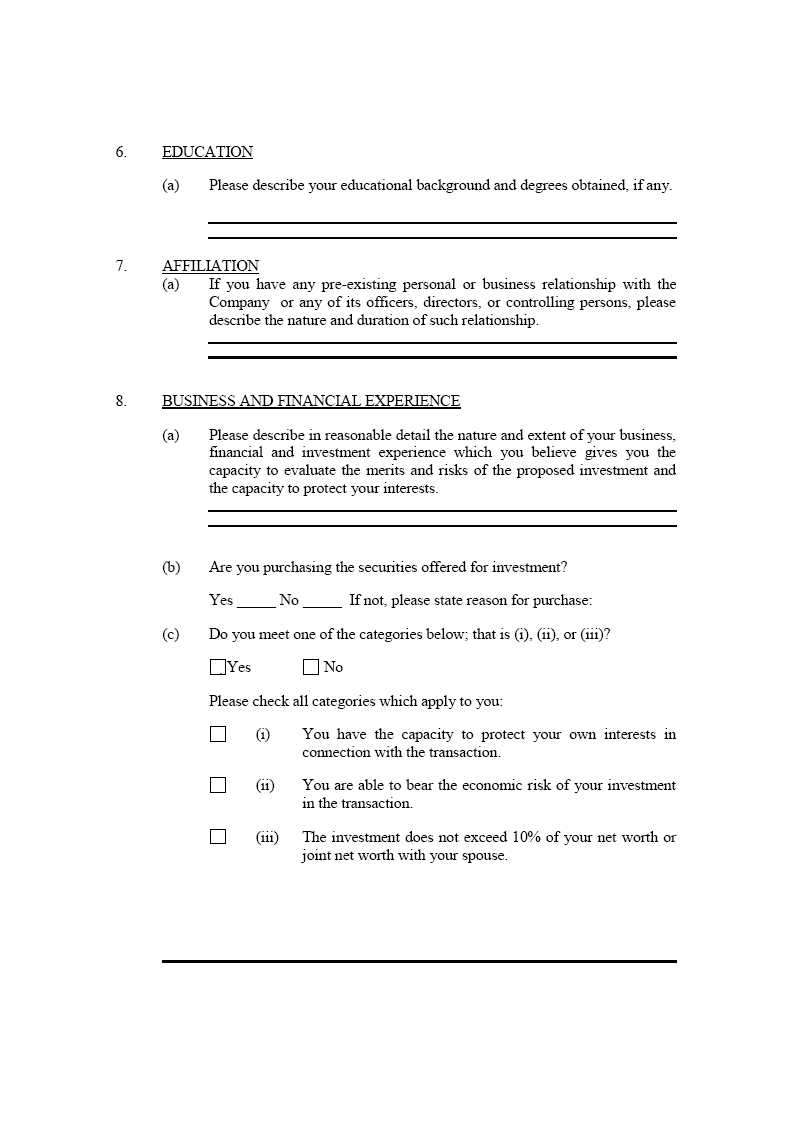 6. EDUCATION
(a) Please describe your educational background and degrees obtained, if any.
7. AFFILIATION
(a) If you have any pre-existing personal or business relationship with the
Company or any of its officers, directors, or controlling persons, please
describe the nature and duration of such relationship.
8. BUSINESS AND FINANCIAL EXPERIENCE
(a) Please describe in reasonable detail the nature and extent of your business,
financial and investment experience which you believe gives you the
capacity to evaluate the merits and risks of the proposed investment and
the capacity to protect your interests.
(b) Are you purchasing the securities offered for investment?
Yes _____ No _____ If not, please state reason for purchase:
(c) Do you meet one of the categories below; that is (i), (ii), or (iii)?
Yes No
Please check all categories which apply to you:
(i) You have the capacity to protect your own interests in
connection with the transaction.
(ii) You are able to bear the economic risk of your investment
in the transaction.
(iii) The investment does not exceed 10% of your net worth or
joint net worth with your spouse.